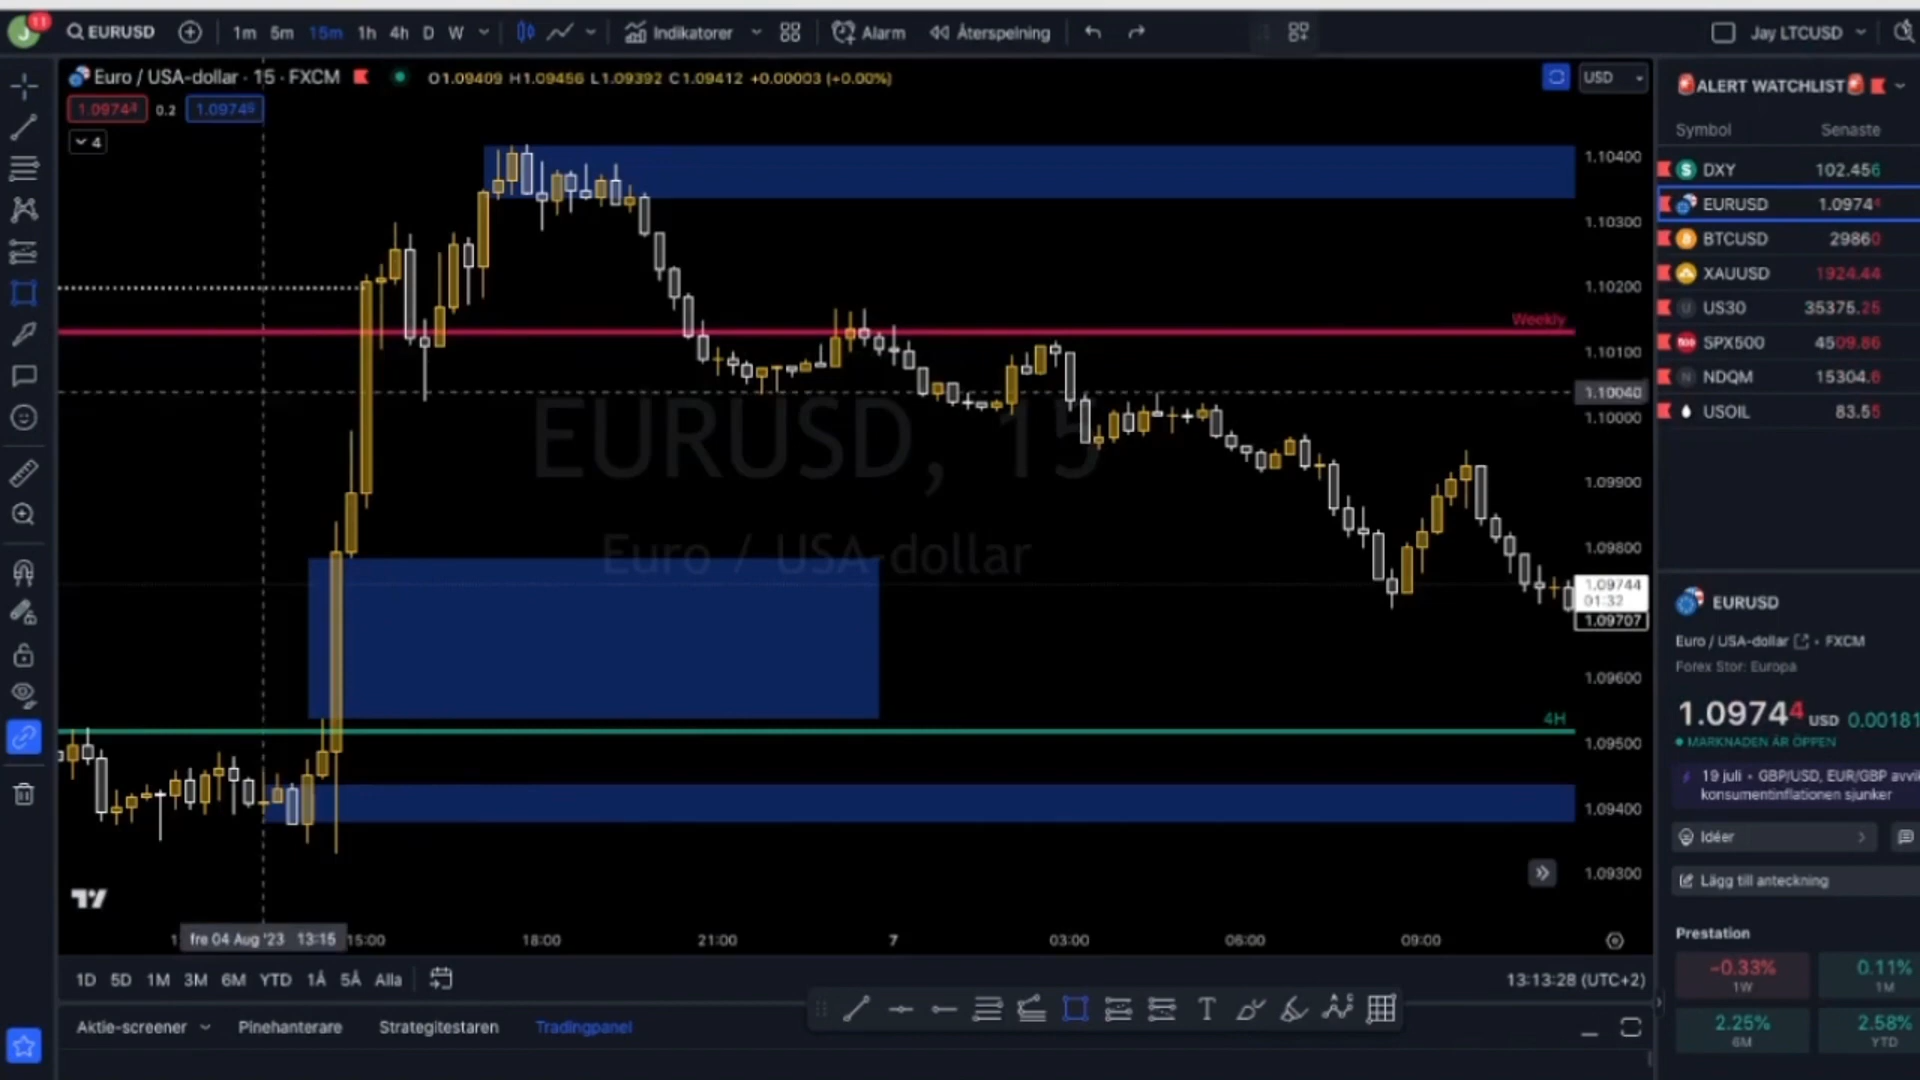 J 11 EURUSD 1m 5m 15m 1h 4h D W Indikatorer Alarm Återspelning Jay LTCUSD
Euro / USA-dollar · 15 · FXCM O1.09409 H1.09456 L1.09392 C1.09412 +0.00003 (+0.00%) USD
1.09744 0.2 1.09746
4
1.10400
1.10300
1.10200
Weekly
1.10100
1.10040
1.10000
EURUSD, 15
1.09900
Euro / USA-dollar
1.09800
1.09744
01:32
1.09707
1.09600
4H
1.09500
1.09400
1.09300
fre 04 Aug '23 13:15 15:00 18:00 21:00 7 03:00 06:00 09:00
1D 5D 1M 3M 6M YTD 1Å 5Å Alla 13:13:28 (UTC+2)
Aktie-screener Pinehanterare Strategitestaren Tradingpanel
ALERT WATCHLIST
Symbol Senaste
DXY 102.456
EURUSD 1.09744
BTCUSD 29860
XAUUSD 1924.44
US30 35375.25
SPX500 4509.86
NDQM 15304.6
USOIL 83.55
EURUSD
Euro / USA-dollar • FXCM
Forex Stor: Europa
1.09744 USD 0.00181
MARKNADEN ÄR ÖPPEN
19 juli • GBP/USD, EUR/GBP avvi
konsumentinflationen sjunker
Idéer
Lägg till anteckning
Prestation
−0.33% 0.11%
1W 1M
2.25% 2.58%
6M YTD